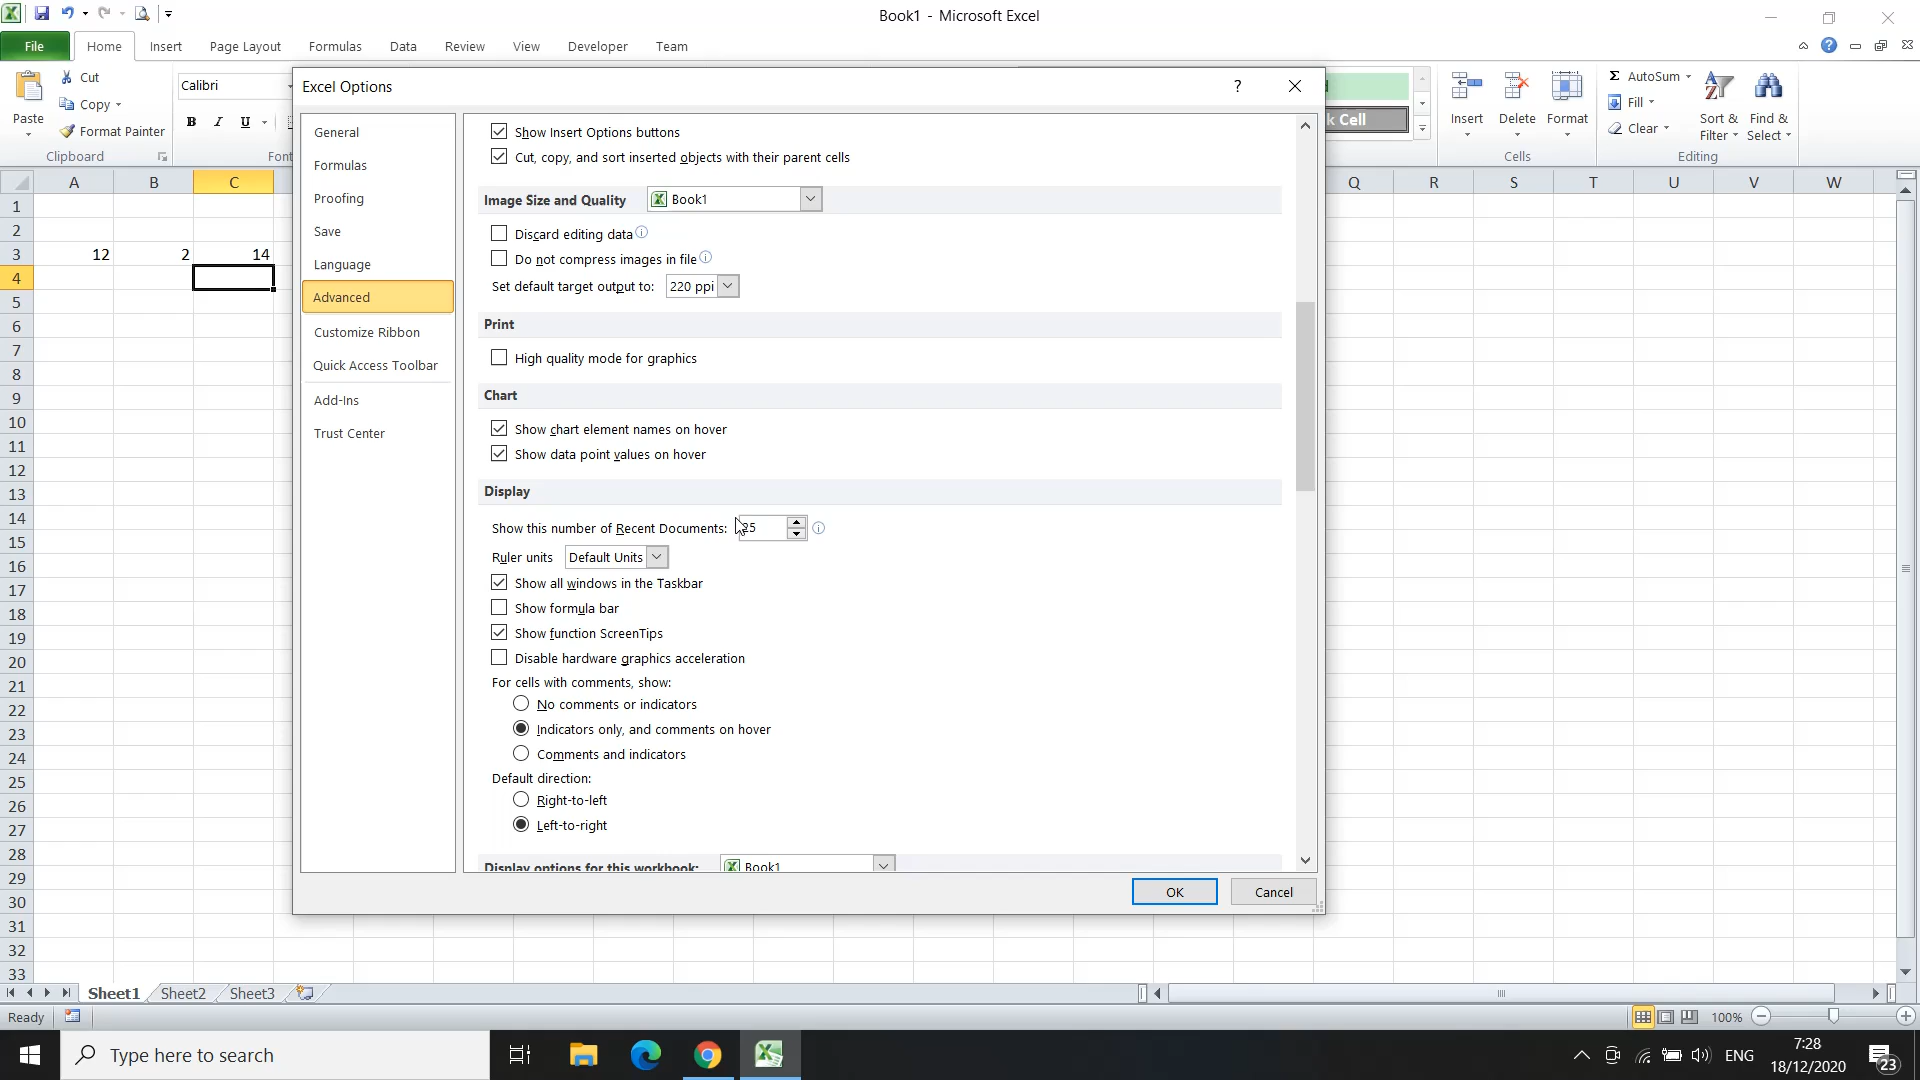 Book1 - Microsoft Excel
File Home Insert Page Layout Formulas Data Review View Developer Team
Paste
Cut
Copy
Format Painter
Clipboard
Calibri
B I U
Font
Excel Options
?
k Cell
Insert Delete Format
Cells
Σ AutoSum
Fill
Clear
Sort & Filter
Find & Select
Editing
General
Formulas
Proofing
Save
Language
Advanced
Customize Ribbon
Quick Access Toolbar
Add-Ins
Trust Center
Show Insert Options buttons
Cut, copy, and sort inserted objects with their parent cells
Image Size and Quality Book1
Discard editing data
Do not compress images in file
Set default target output to: 220 ppi
Print
High quality mode for graphics
Chart
Show chart element names on hover
Show data point values on hover
Display
Show this number of Recent Documents: 25
Ruler units Default Units
Show all windows in the Taskbar
Show formula bar
Show function ScreenTips
Disable hardware graphics acceleration
For cells with comments, show:
No comments or indicators
Indicators only, and comments on hover
Comments and indicators
Default direction:
Right-to-left
Left-to-right
Display options for this workbook: Book1
OK Cancel
A B C Q R S T U V W
1
2
3 12 2 14
4
5
6
7
8
9
10
11
12
13
14
15
16
17
18
19
20
21
22
23
24
25
26
27
28
29
30
31
32
33
Sheet1 Sheet2 Sheet3
Ready 100%
Type here to search
ENG
7:28
18/12/2020
23